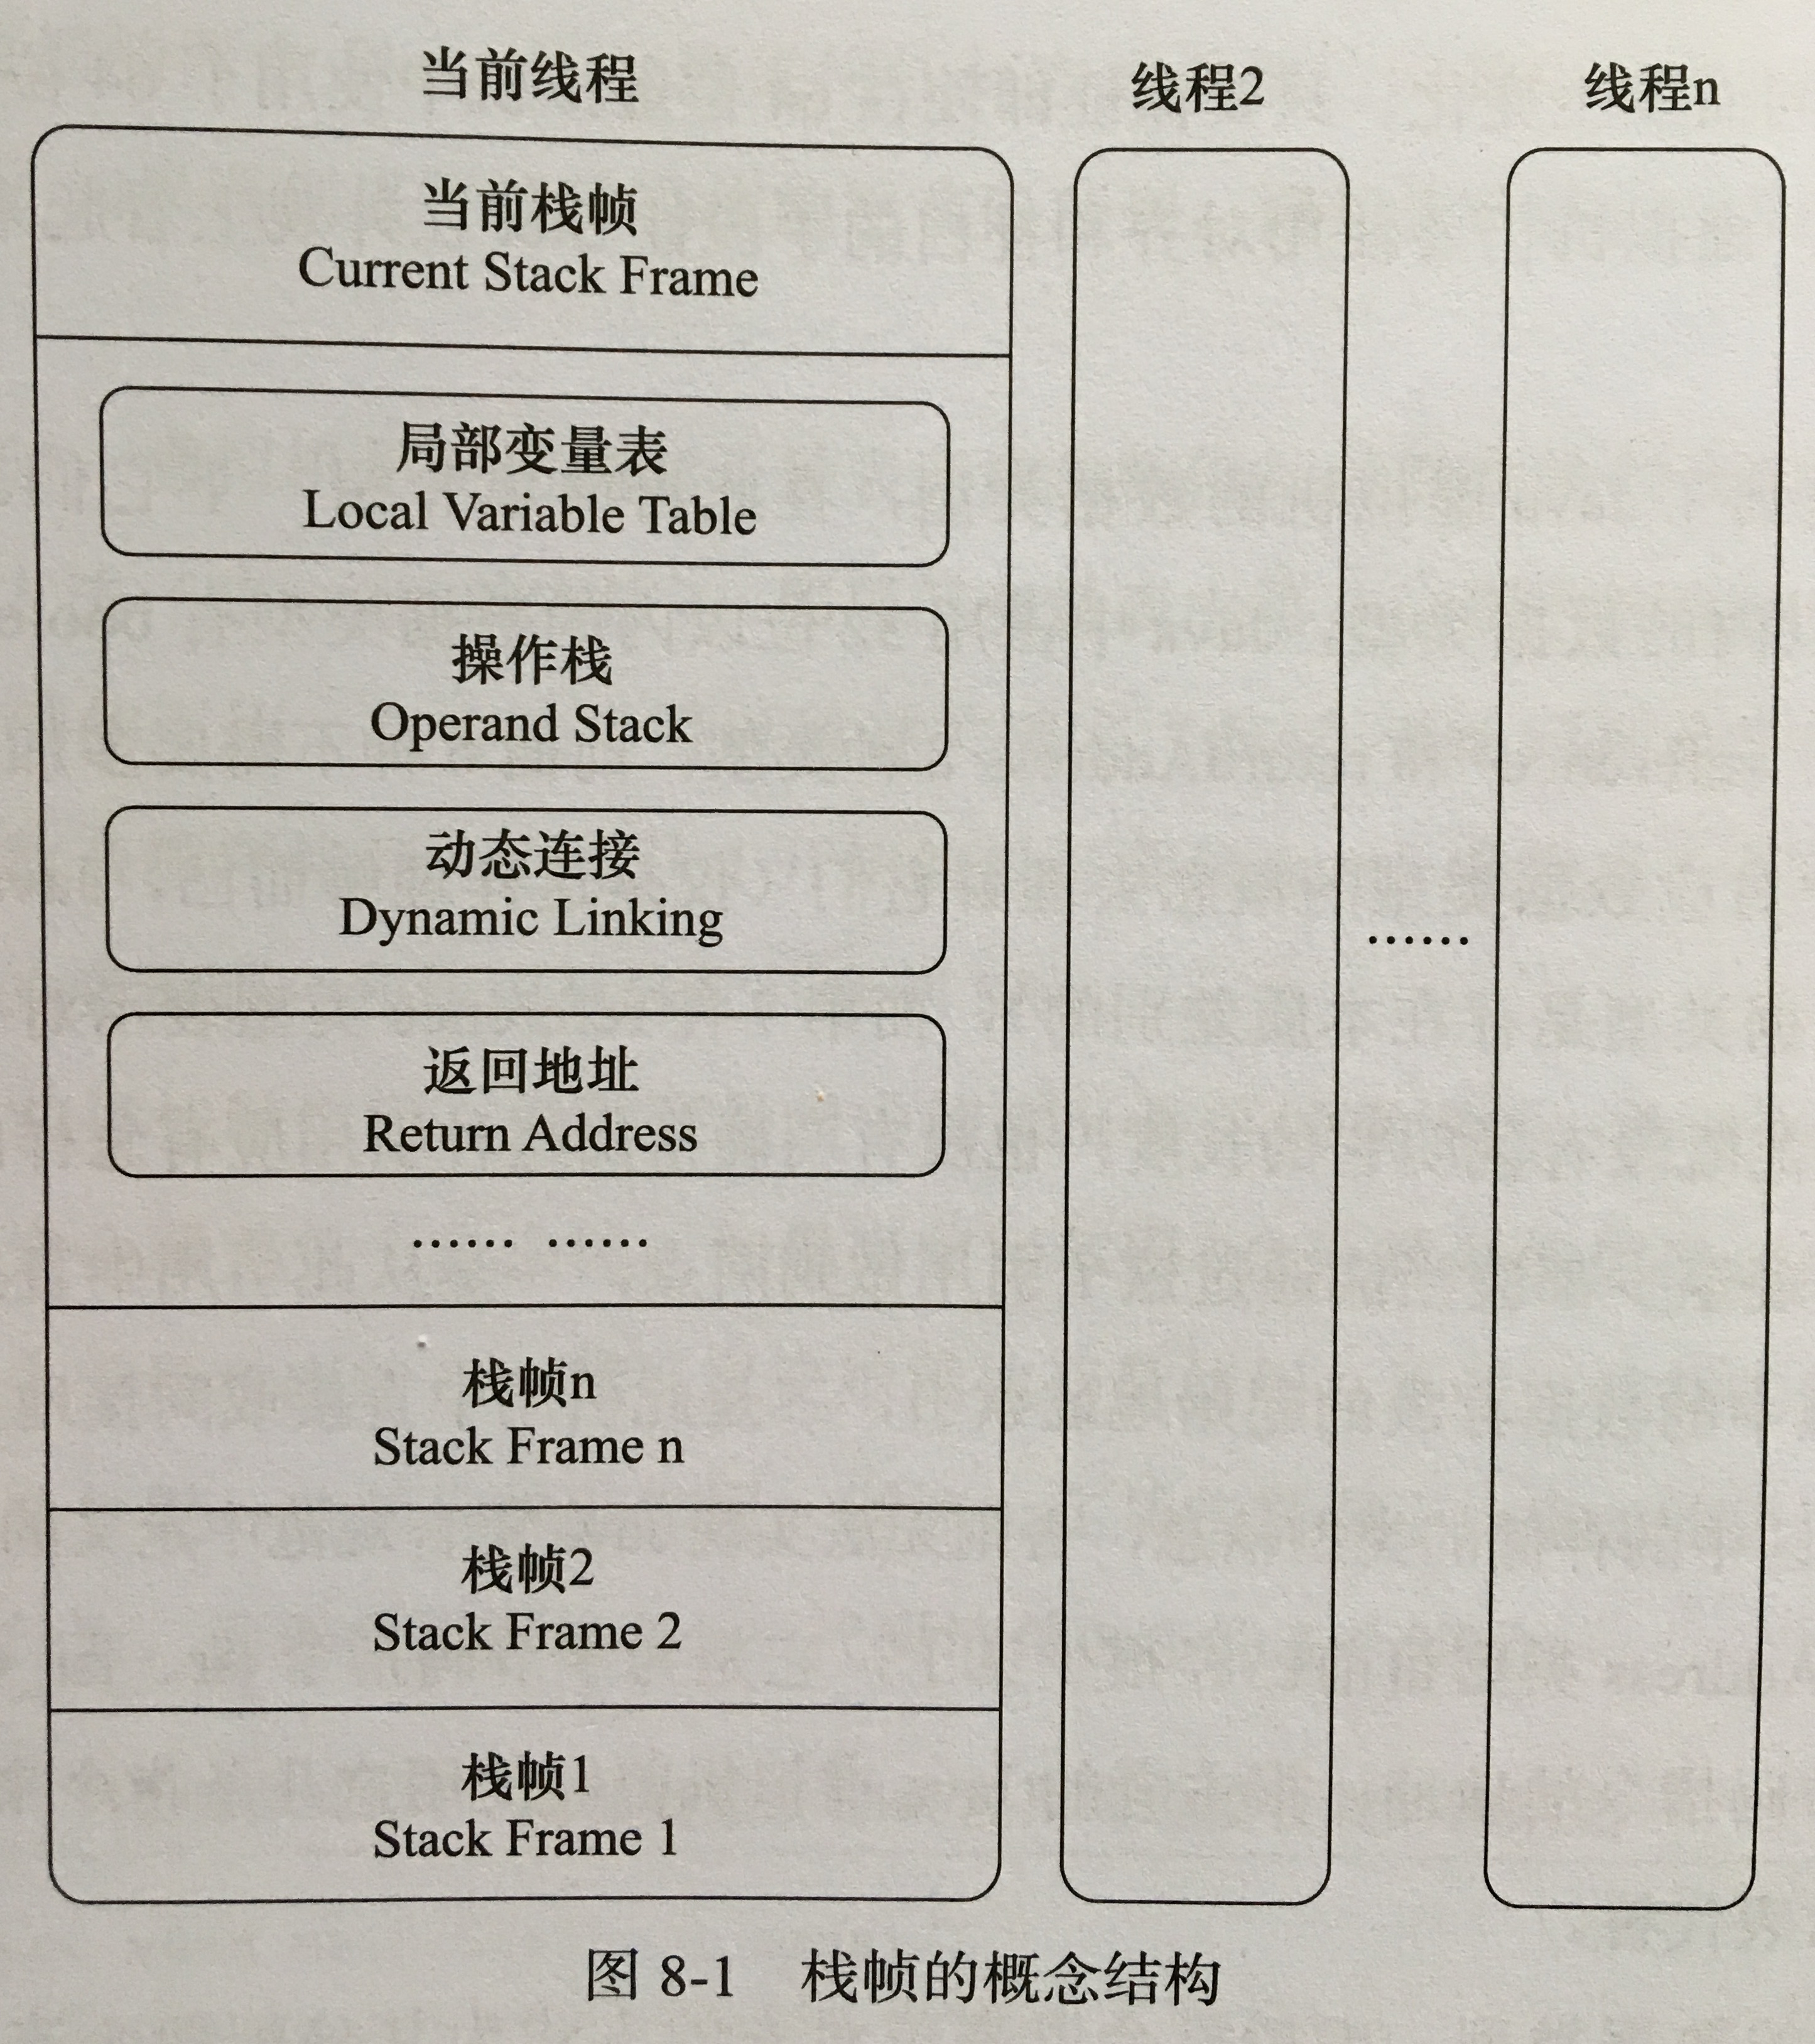 当前线程
线程2
线程n
当前栈帧
Current Stack Frame
局部变量表
Local Variable Table
操作栈
Operand Stack
动态连接
Dynamic Linking
……
返回地址
Return Address
…… ……
栈帧n
Stack Frame n
栈帧2
Stack Frame 2
栈帧1
Stack Frame 1
图 8-1 栈帧的概念结构